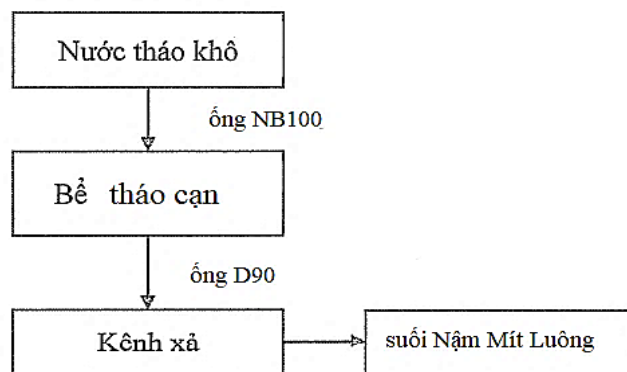 Nước tháo khô
ống NB100
Bể tháo cạn
ống D90
Kênh xả
suối Nậm Mít Luông